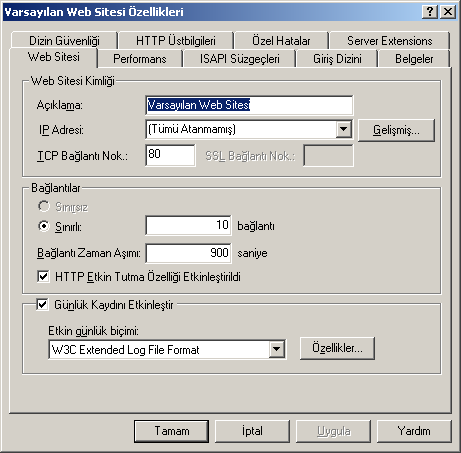 Varsayılan Web Sitesi Özellikleri
Dizin Güvenliği HTTP Üstbilgileri Özel Hatalar Server Extensions
Web Sitesi Performans ISAPI Süzgeçleri Giriş Dizini Belgeler
Web Sitesi Kimliği
Açıklama: Varsayılan Web Sitesi
IP Adresi: (Tümü Atanmamış) Gelişmiş...
TCP Bağlantı Nok.: 80 SSL Bağlantı Nok.:
Bağlantılar
Sınırsız
Sınırlı: 10 bağlantı
Bağlantı Zaman Aşımı: 900 saniye
HTTP Etkin Tutma Özelliği Etkinleştirildi
Günlük Kaydını Etkinleştir
Etkin günlük biçimi:
W3C Extended Log File Format Özellikler...
Tamam İptal Uygula Yardım